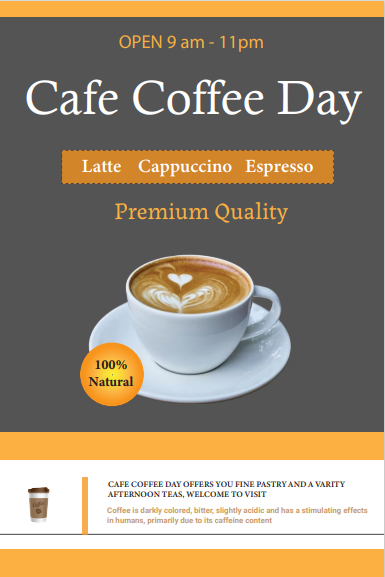 OPEN 9 am - 11pm
Cafe Coffee Day
Latte Cappuccino Espresso
Premium Quality
100%
Natural
CAFE COFFEE DAY OFFERS YOU FINE PASTRY AND A VARITY
AFTERNOON TEAS, WELCOME TO VISIT
Coffee is darkly colored, bitter, slightly acidic and has a stimulating effects
in humans, primarily due to its caffeine content